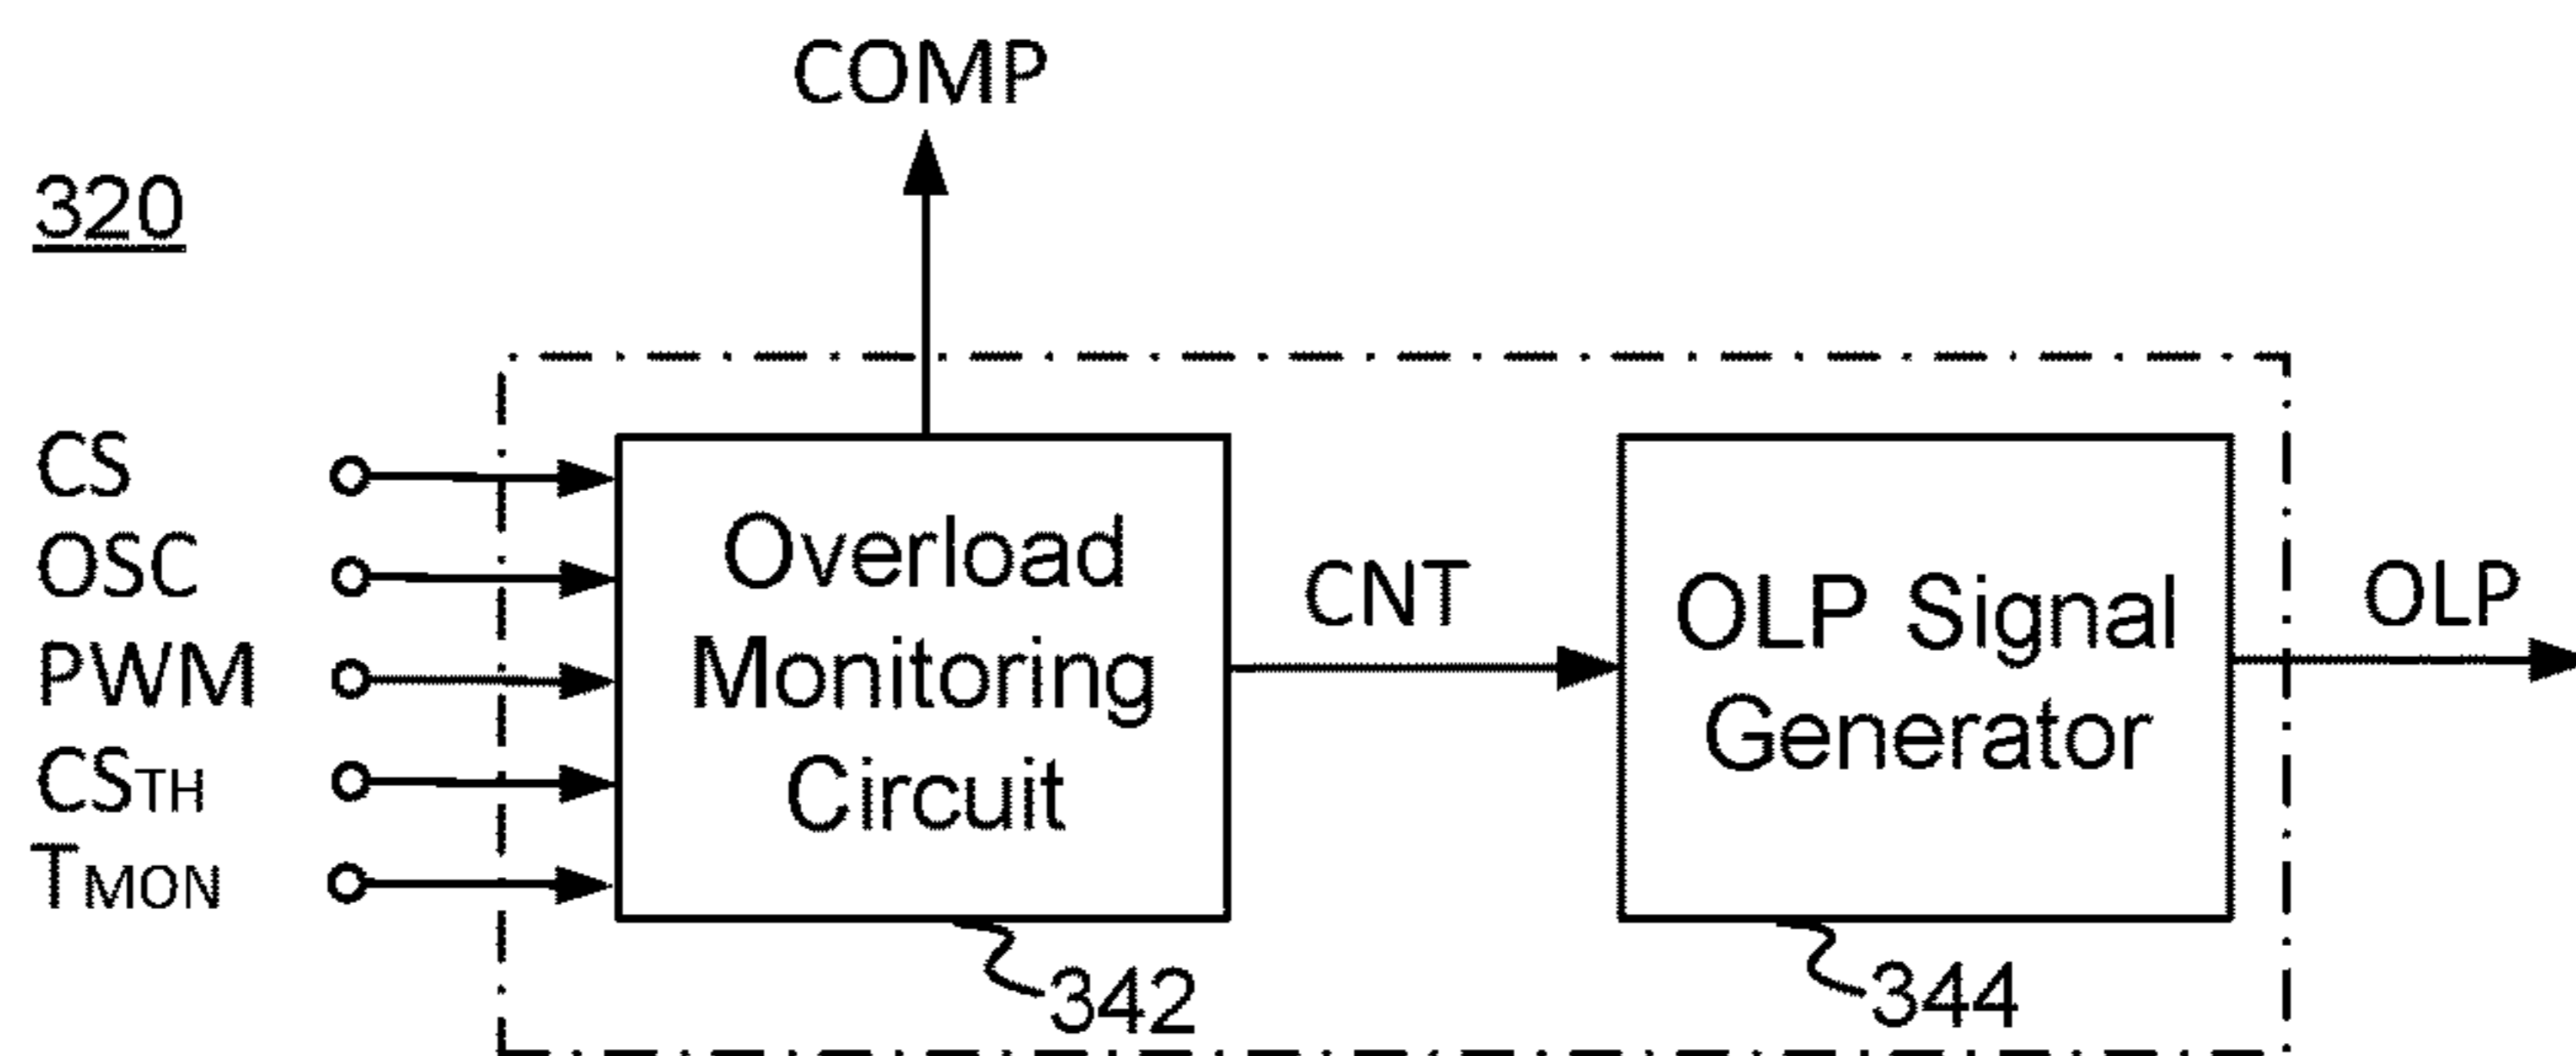 COMP
320
CS
OSC
PWM
CSTH
TMON
Overload
Monitoring
Circuit
CNT
OLP Signal
Generator
OLP
342
344